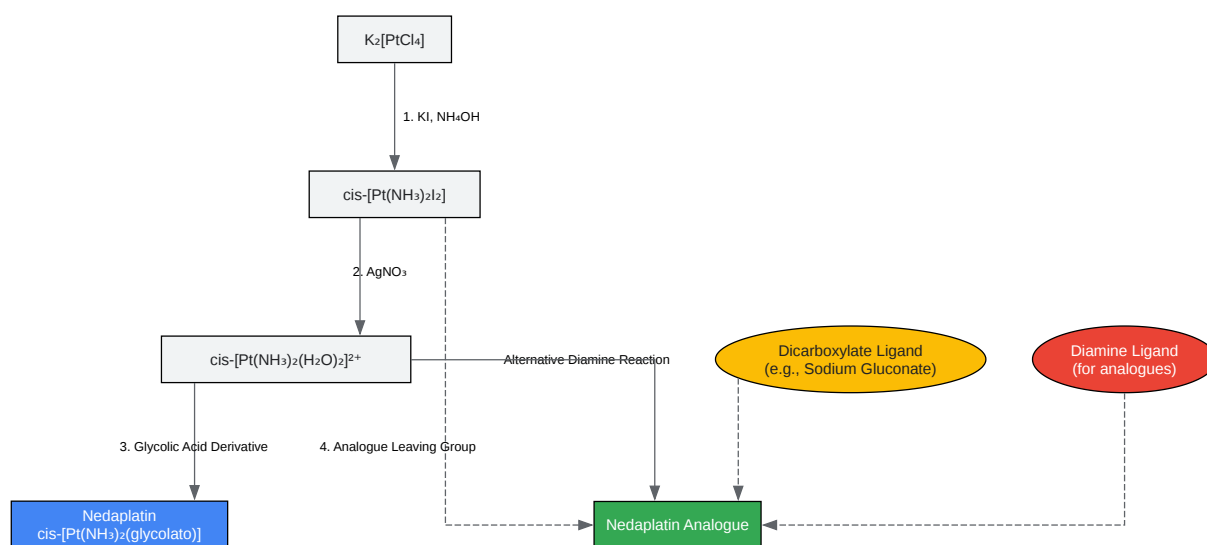 K₂[PtCl₄]
1. KI, NH₄OH
cis-[Pt(NH₃)₂I₂]
2. AgNO₃
cis-[Pt(NH₃)₂(H₂O)₂]²⁺
Alternative Diamine Reaction
Dicarboxylate Ligand
(e.g., Sodium Gluconate)
Diamine Ligand
(for analogues)
3. Glycolic Acid Derivative
4. Analogue Leaving Group
Nedaplatin
cis-[Pt(NH₃)₂(glycolato)]
Nedaplatin Analogue